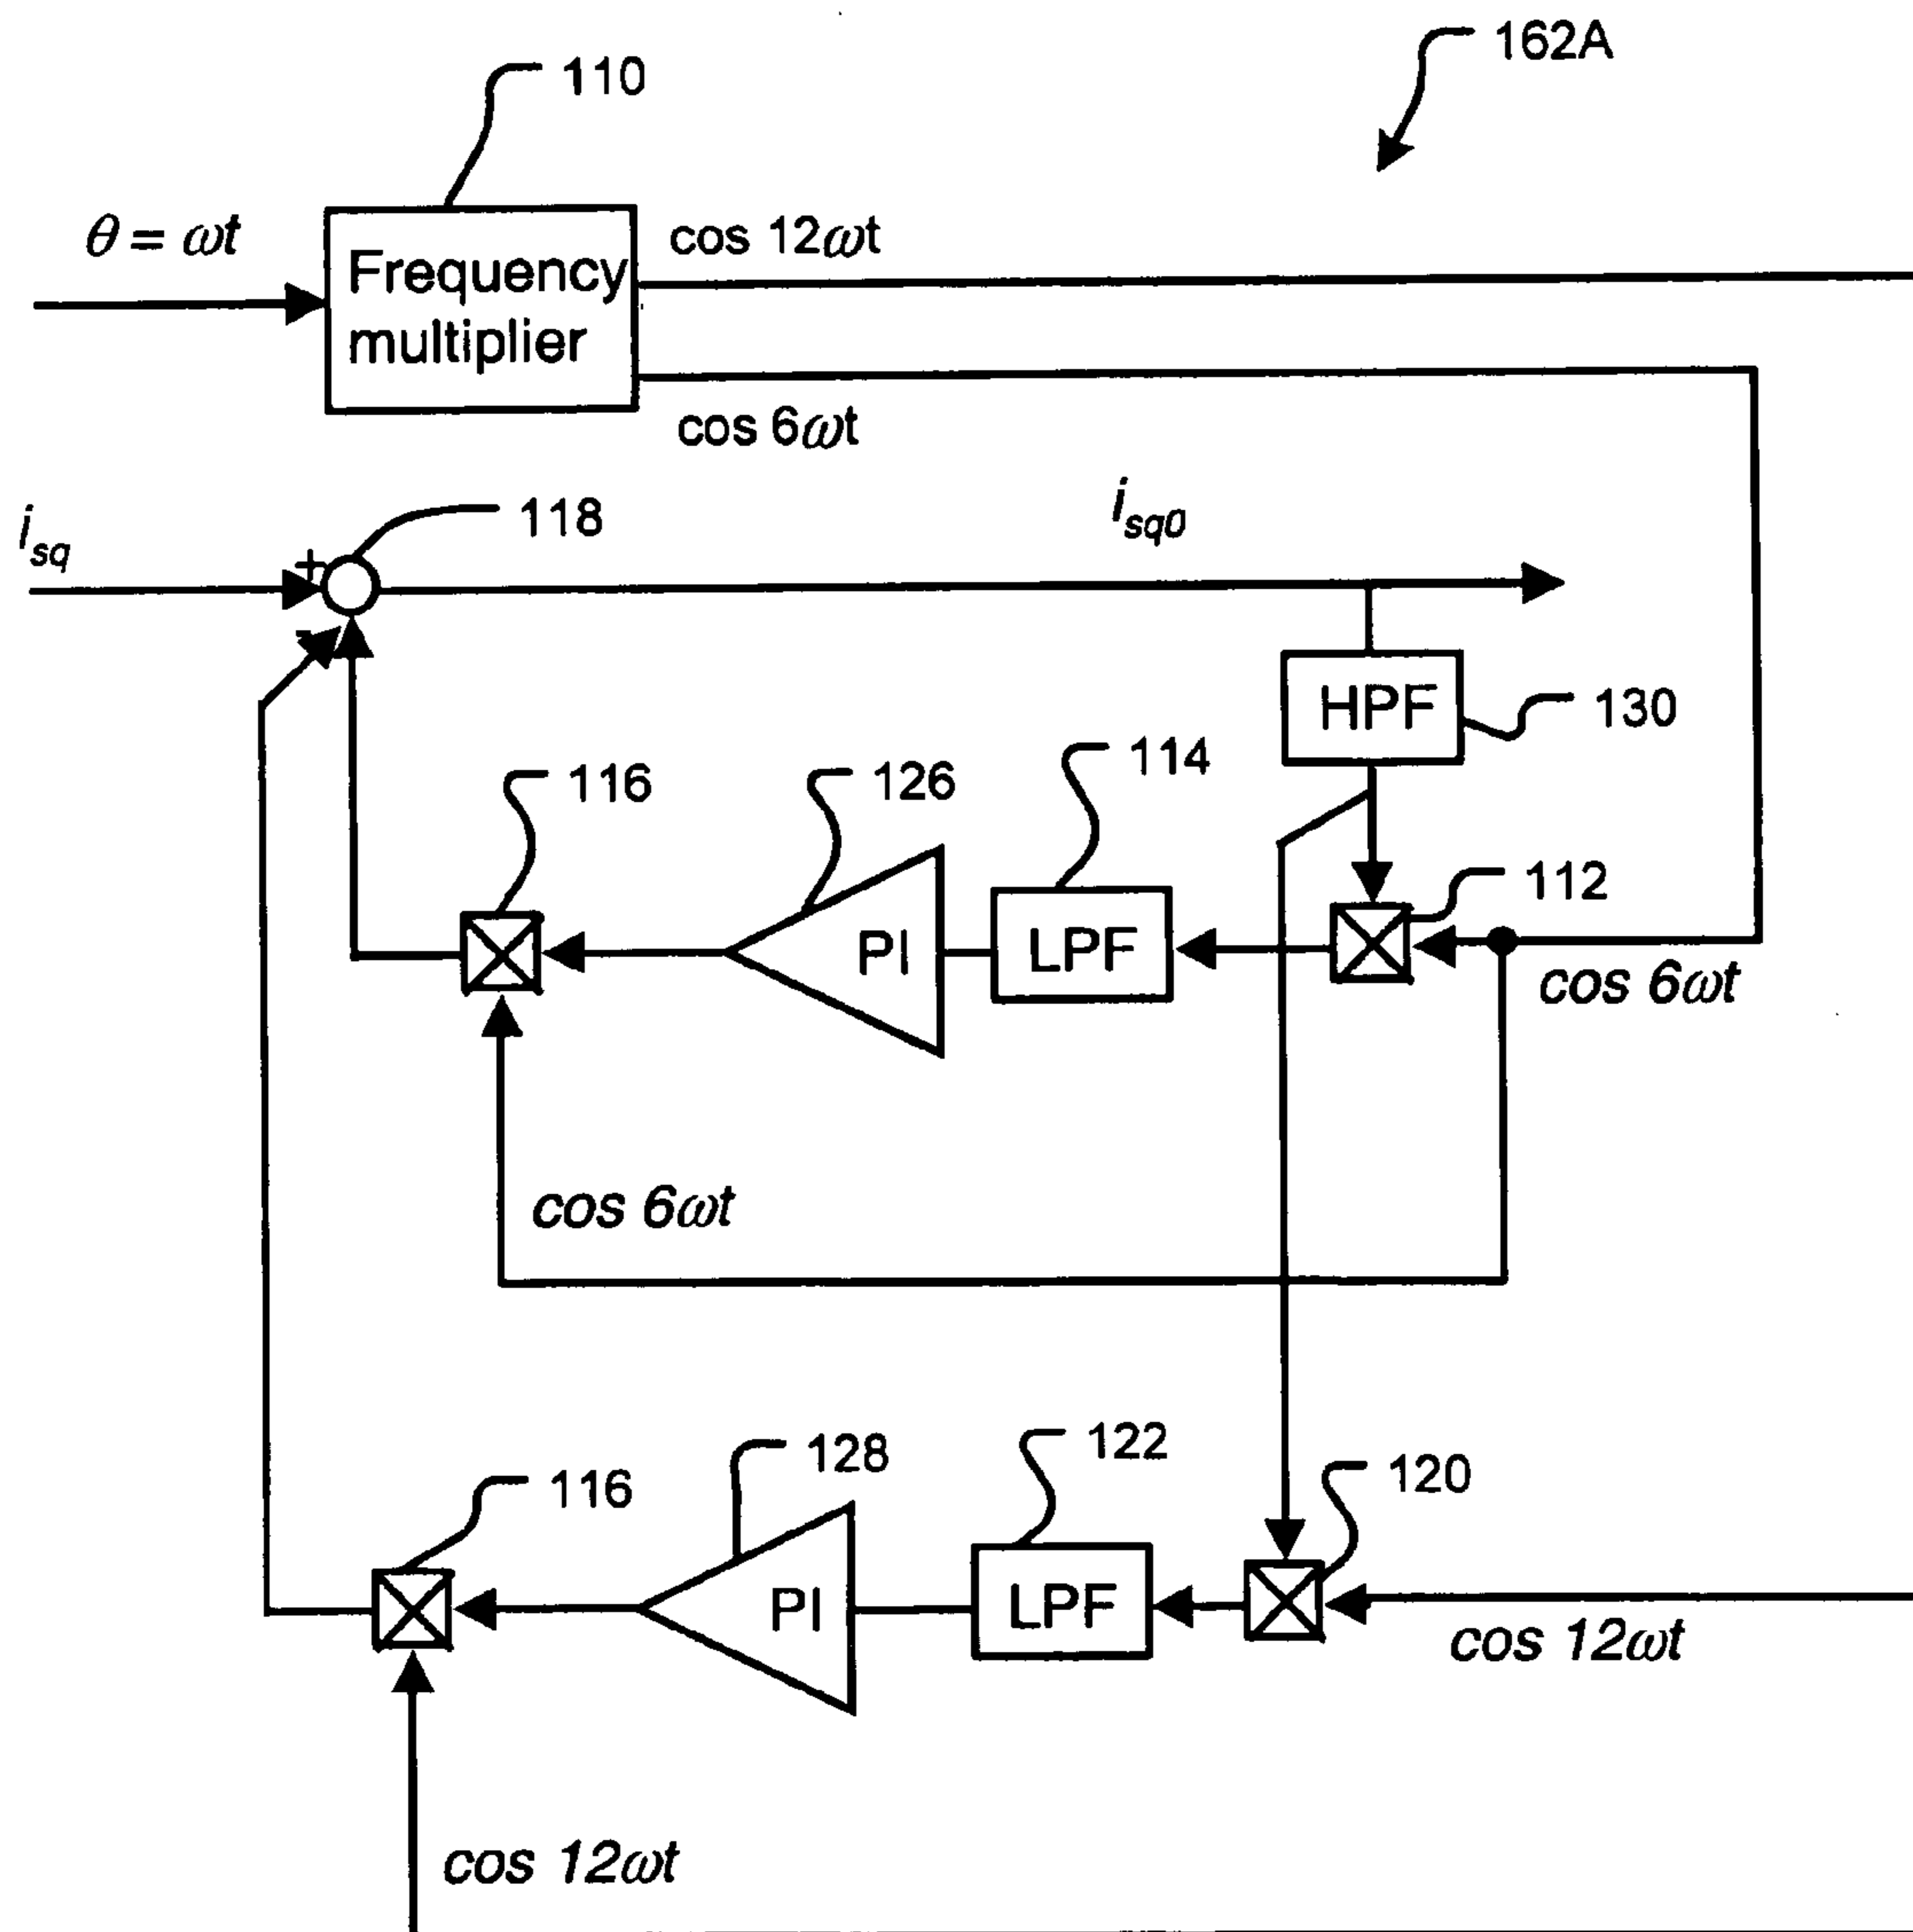 162A
110
θ = ωt
cos 12ωt
Frequency
multiplier
cos 6ωt
i_sq
118
i_sq0
+
-
HPF
130
116
126
114
112
PI
LPF
cos 6ωt
cos 6ωt
128
122
116
120
PI
LPF
cos 12ωt
cos 12ωt